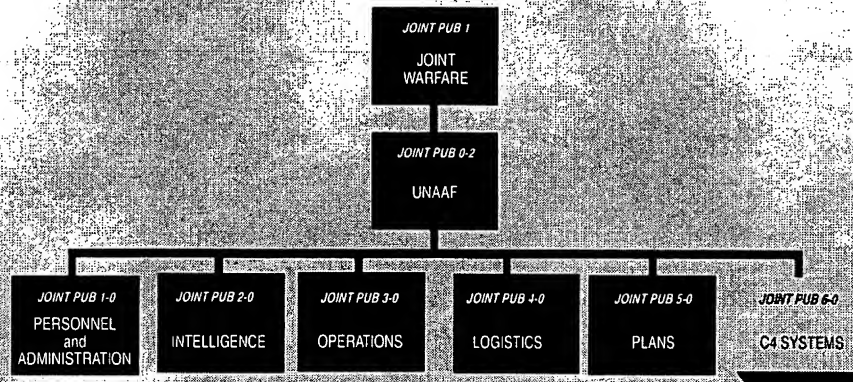 JOINT PUB 1
JOINT
WARFARE
JOINT PUB 0-2
UNAAF
JOINT PUB 1-0
PERSONNEL
and
ADMINISTRATION
JOINT PUB 2-0
INTELLIGENCE
JOINT PUB 3-0
OPERATIONS
JOINT PUB 4-0
LOGISTICS
JOINT PUB 5-0
PLANS
JOINT PUB 6-0
C4 SYSTEMS